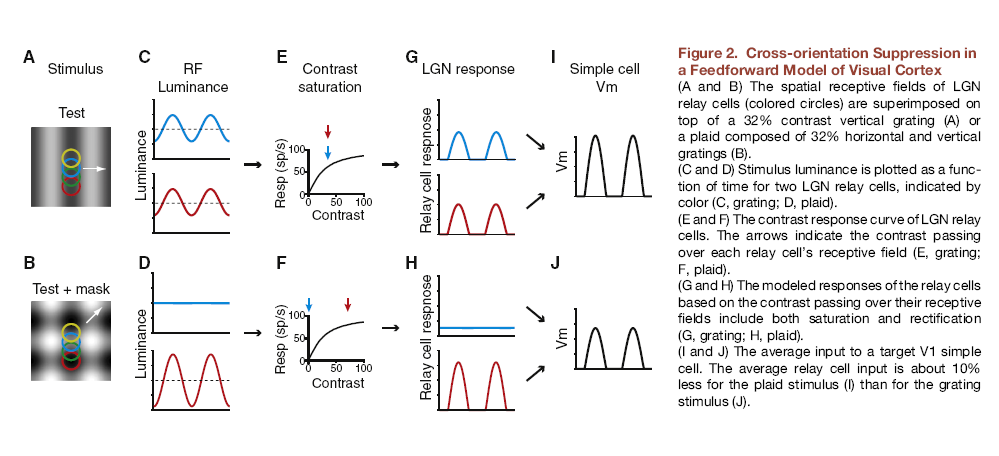 A
Stimulus
Test
C
RF
Luminance
Luminance
E
Contrast
saturation
Resp (sp/s)
100
50
0
0
50
100
Contrast
G
LGN response
Relay cell respnose
I
Simple cell
Vm
Vm
B
Test + mask
D
Luminance
F
Resp (sp/s)
100
50
0
0
50
100
Contrast
H
Relay cell response
J
Vm
Figure 2. Cross-orientation Suppression in
a Feedforward Model of Visual Cortex
(A and B) The spatial receptive fields of LGN
relay cells (colored circles) are superimposed on
top of a 32% contrast vertical grating (A) or
a plaid composed of 32% horizontal and vertical
gratings (B).
(C and D) Stimulus luminance is plotted as a func-
tion of time for two LGN relay cells, indicated by
color (C, grating; D, plaid).
(E and F) The contrast response curve of LGN relay
cells. The arrows indicate the contrast passing
over each relay cell's receptive field (E, grating;
F, plaid).
(G and H) The modeled responses of the relay cells
based on the contrast passing over their receptive
fields include both saturation and rectification
(G, grating; H, plaid).
(I and J) The average input to a target V1 simple
cell. The average relay cell input is about 10%
less for the plaid stimulus (I) than for the grating
stimulus (J).